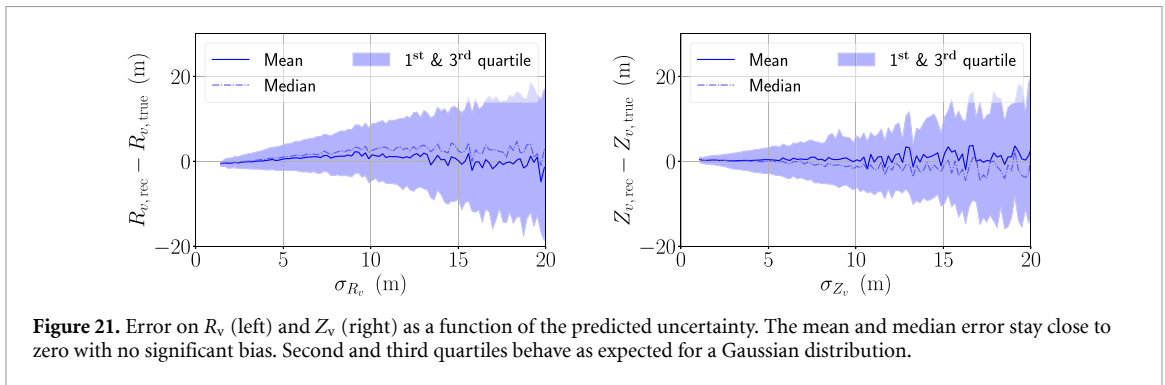 Mean
1st & 3rd quartile
Median
20
0
−20
0
5
10
15
20
R_{v,rec} − R_{v,true} (m)
σ_{R_v} (m)
Mean
1st & 3rd quartile
Median
20
0
−20
0
5
10
15
20
Z_{v,rec} − Z_{v,true} (m)
σ_{Z_v} (m)
Figure 21. Error on R_v (left) and Z_v (right) as a function of the predicted uncertainty. The mean and median error stay close to
zero with no significant bias. Second and third quartiles behave as expected for a Gaussian distribution.